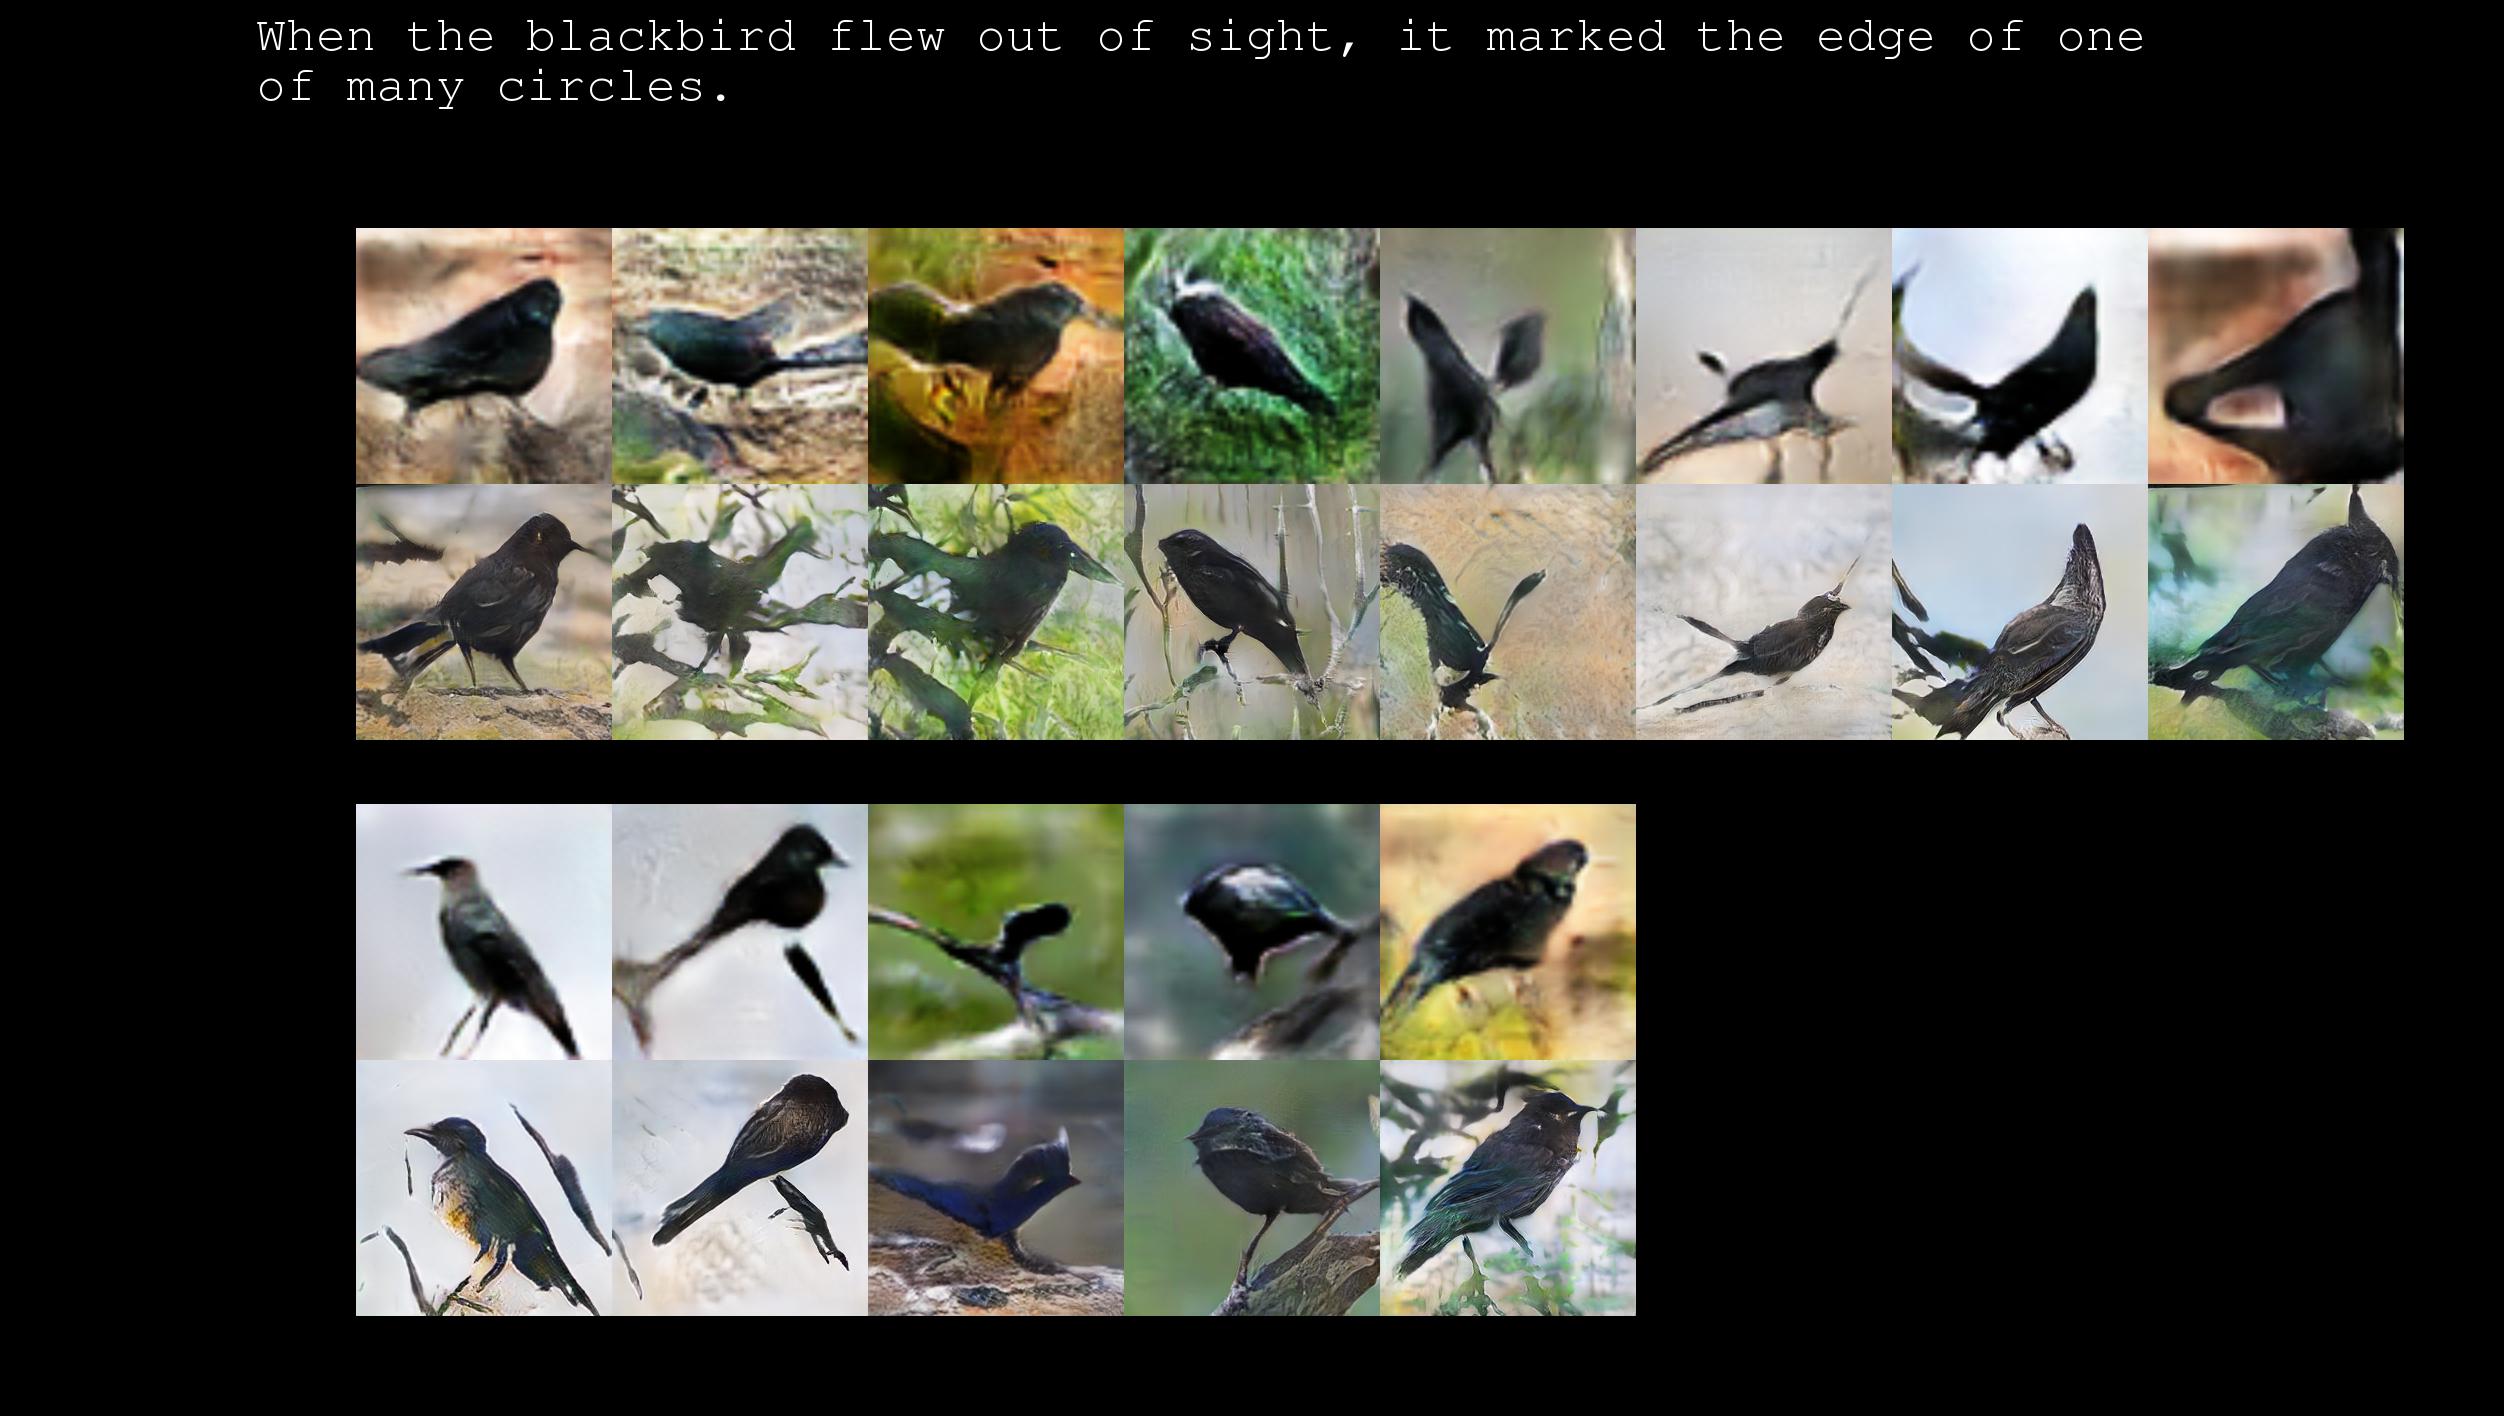 When the blackbird flew out of sight, it marked the edge of one
of many circles.